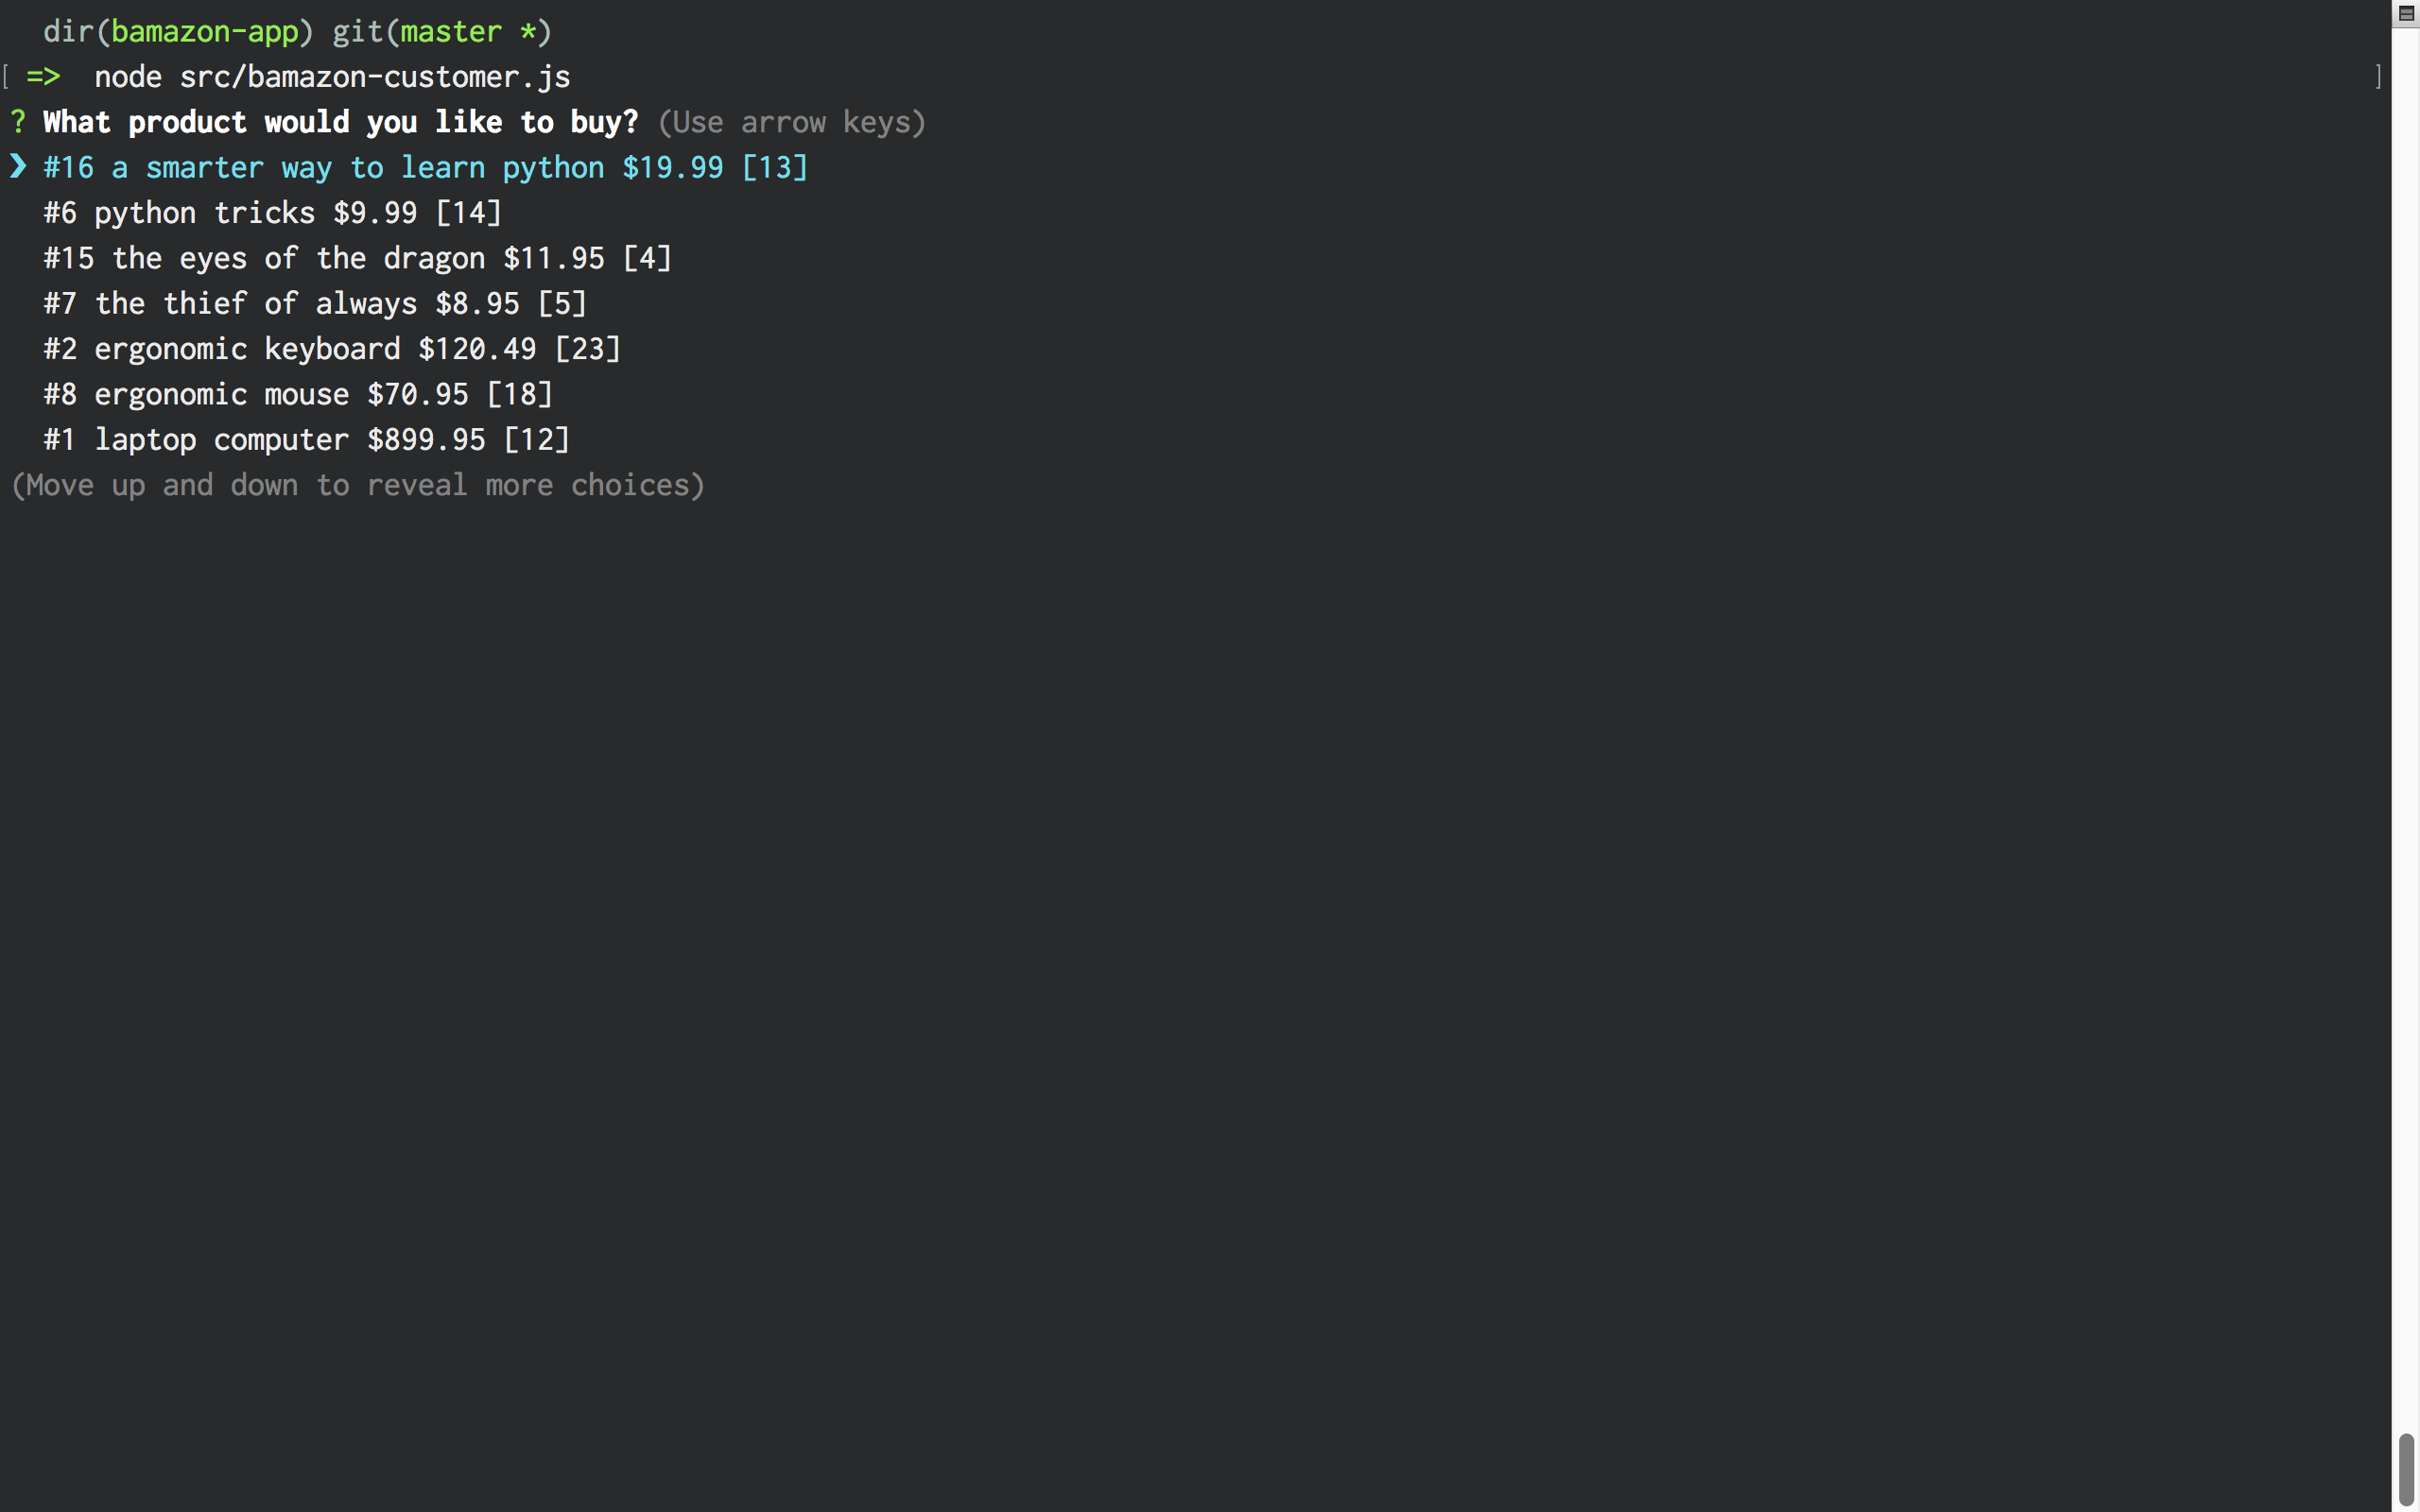 dir(bamazon-app) git(master *)
[ => node src/bamazon-customer.js ]
? What product would you like to buy? (Use arrow keys)
❯ #16 a smarter way to learn python $19.99 [13]
#6 python tricks $9.99 [14]
#15 the eyes of the dragon $11.95 [4]
#7 the thief of always $8.95 [5]
#2 ergonomic keyboard $120.49 [23]
#8 ergonomic mouse $70.95 [18]
#1 laptop computer $899.95 [12]
(Move up and down to reveal more choices)